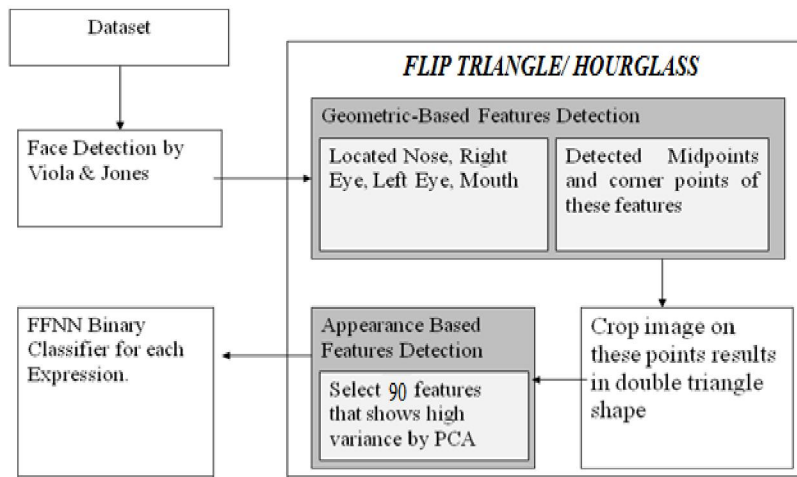 Dataset
FLIP TRIANGLE/ HOURGLASS
Face Detection by
Viola & Jones
Geometric-Based Features Detection
Located Nose, Right
Eye, Left Eye, Mouth
Detected Midpoints
and corner points of
these features
Crop image on
these points results
in double triangle
shape
Appearance Based
Features Detection
Select 90 features
that shows high
variance by PCA
FFNN Binary
Classifier for each
Expression.